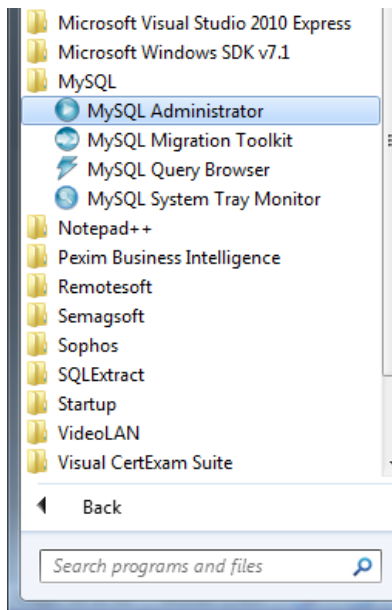 Microsoft Visual Studio 2010 Express
Microsoft Windows SDK v7.1
MySQL
MySQL Administrator
MySQL Migration Toolkit
MySQL Query Browser
MySQL System Tray Monitor
Notepad++
Pexim Business Intelligence
Remotesoft
Semagsoft
Sophos
SQLExtract
Startup
VideoLAN
Visual CertExam Suite
Back
Search programs and files